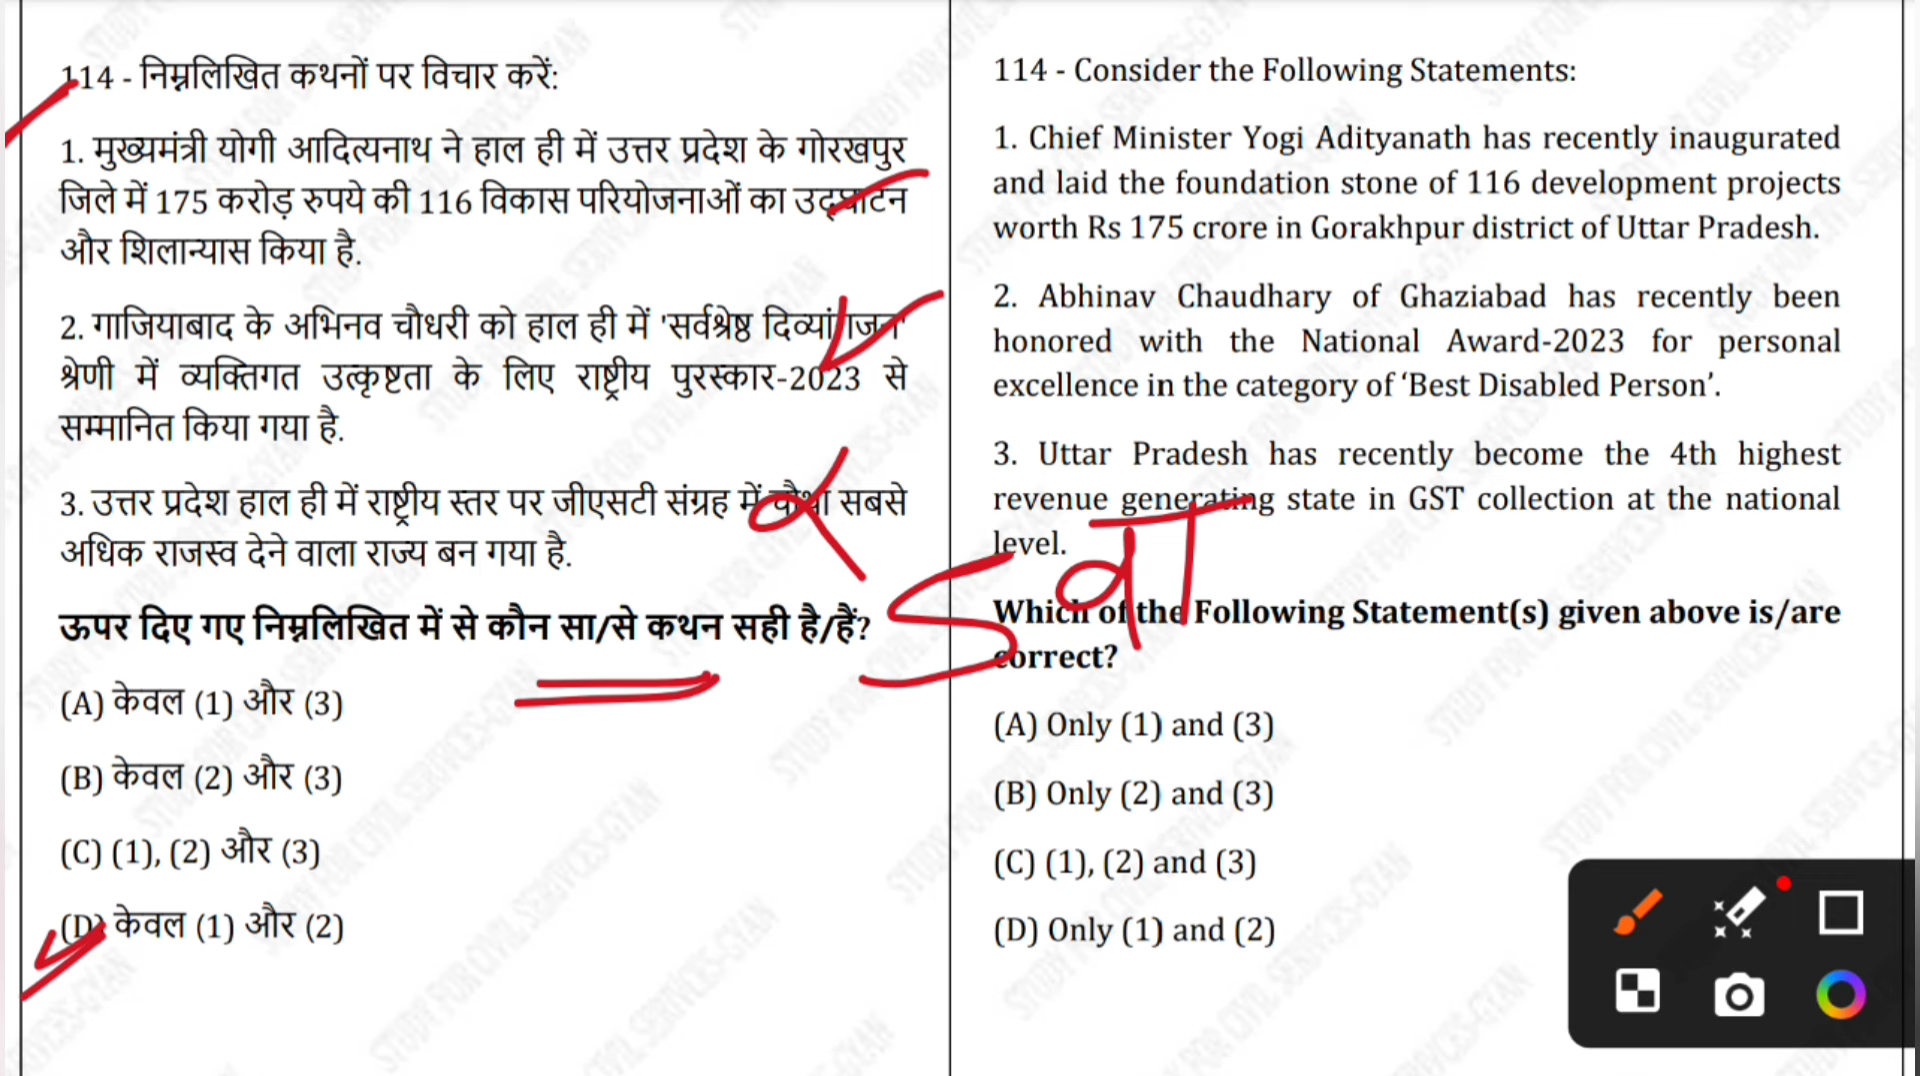 114 - निम्नलिखित कथनों पर विचार करें:
1. मुख्यमंत्री योगी आदित्यनाथ ने हाल ही में उत्तर प्रदेश के गोरखपुर
जिले में 175 करोड़ रुपये की 116 विकास परियोजनाओं का उद्घाटन
और शिलान्यास किया है.
2. गाजियाबाद के अभिनव चौधरी को हाल ही में 'सर्वश्रेष्ठ दिव्यांगजन'
श्रेणी में व्यक्तिगत उत्कृष्टता के लिए राष्ट्रीय पुरस्कार-2023 से
सम्मानित किया गया है.
3. उत्तर प्रदेश हाल ही में राष्ट्रीय स्तर पर जीएसटी संग्रह में चौथा सबसे
अधिक राजस्व देने वाला राज्य बन गया है.
ऊपर दिए गए निम्नलिखित में से कौन सा/से कथन सही है/हैं?
(A) केवल (1) और (3)
(B) केवल (2) और (3)
(C) (1), (2) और (3)
(D) केवल (1) और (2)
114 - Consider the Following Statements:
1. Chief Minister Yogi Adityanath has recently inaugurated
and laid the foundation stone of 116 development projects
worth Rs 175 crore in Gorakhpur district of Uttar Pradesh.
2. Abhinav Chaudhary of Ghaziabad has recently been
honored with the National Award-2023 for personal
excellence in the category of ‘Best Disabled Person’.
3. Uttar Pradesh has recently become the 4th highest
revenue generating state in GST collection at the national
level.
5 वाँ
Which of the Following Statement(s) given above is/are
correct?
(A) Only (1) and (3)
(B) Only (2) and (3)
(C) (1), (2) and (3)
(D) Only (1) and (2)
STUDY FOR CIVIL SERVICES-GYAN